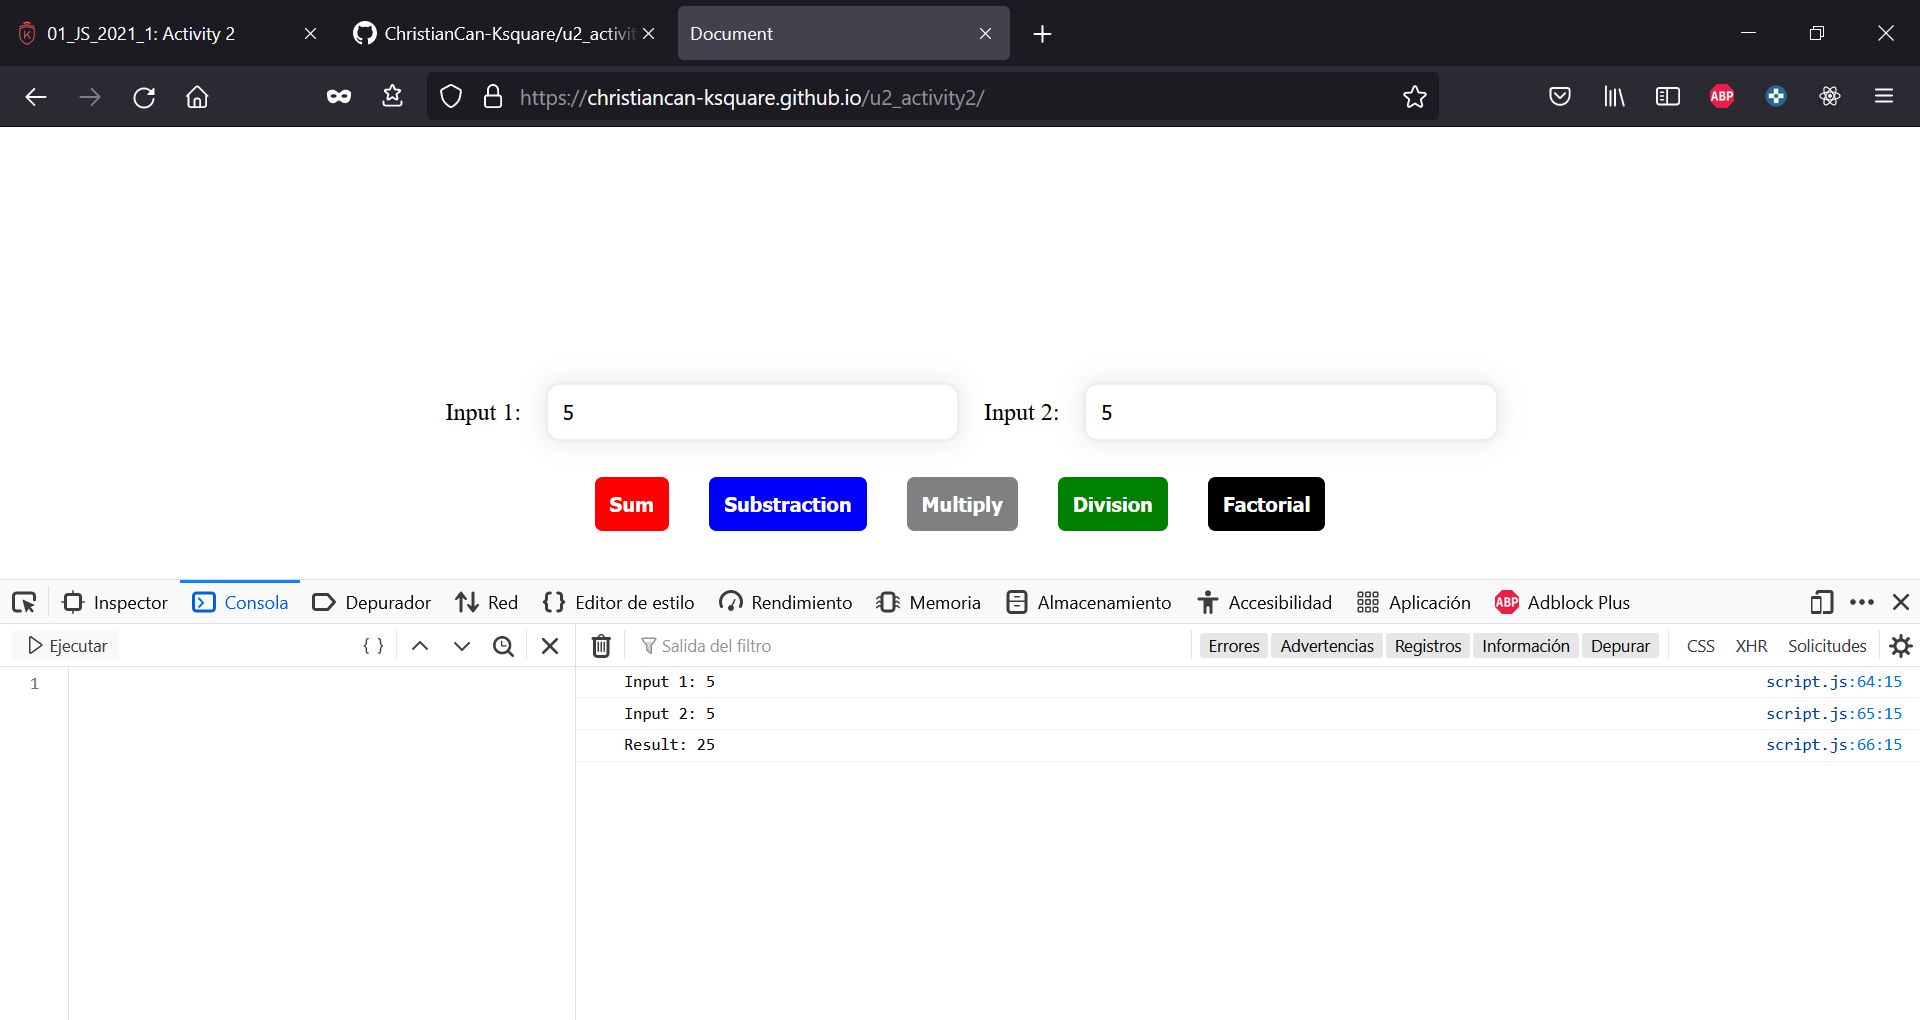 01_JS_2021_1: Activity 2
ChristianCan-Ksquare/u2_activit
Document
https://christiancan-ksquare.github.io/u2_activity2/
ABP
Input 1: 5 Input 2: 5
Sum Substraction Multiply Division Factorial
Inspector Consola Depurador Red Editor de estilo Rendimiento Memoria Almacenamiento Accesibilidad Aplicación ABP Adblock Plus
Ejecutar { } Salida del filtro Errores Advertencias Registros Información Depurar CSS XHR Solicitudes
1
Input 1: 5 script.js:64:15
Input 2: 5 script.js:65:15
Result: 25 script.js:66:15